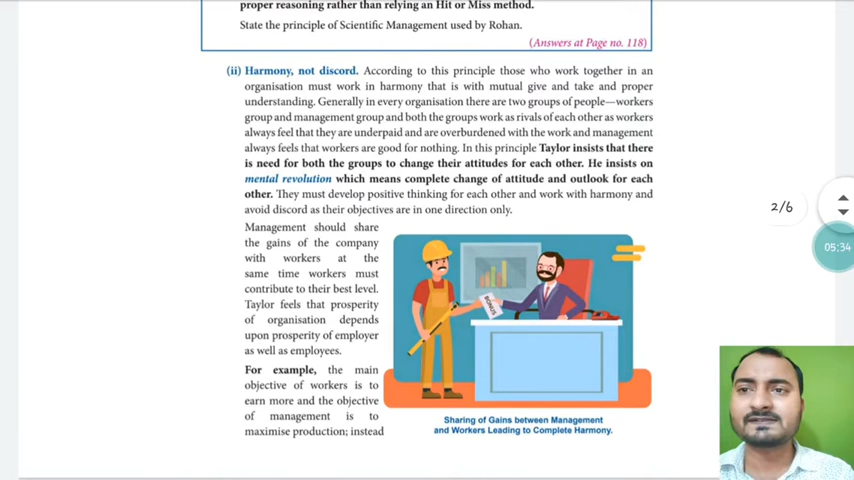 proper reasoning rather than relying an Hit or Miss method.
State the principle of Scientific Management used by Rohan.
(Answers at Page no. 118)
(ii) Harmony, not discord. According to this principle those who work together in an
organisation must work in harmony that is with mutual give and take and proper
understanding. Generally in every organisation there are two groups of people—workers
group and management group and both the groups work as rivals of each other as workers
always feel that they are underpaid and are overburdened with the work and management
always feels that workers are good for nothing. In this principle Taylor insists that there
is need for both the groups to change their attitudes for each other. He insists on
mental revolution which means complete change of attitude and outlook for each
other. They must develop positive thinking for each other and work with harmony and
avoid discord as their objectives are in one direction only.
Management should share
the gains of the company
with workers at the
same time workers must
contribute to their best level.
Taylor feels that prosperity
of organisation depends
upon prosperity of employer
as well as employees.
For example, the main
objective of workers is to
earn more and the objective
of management is to
maximise production; instead
BONUS
Sharing of Gains between Management
and Workers Leading to Complete Harmony.
2/6
05:34